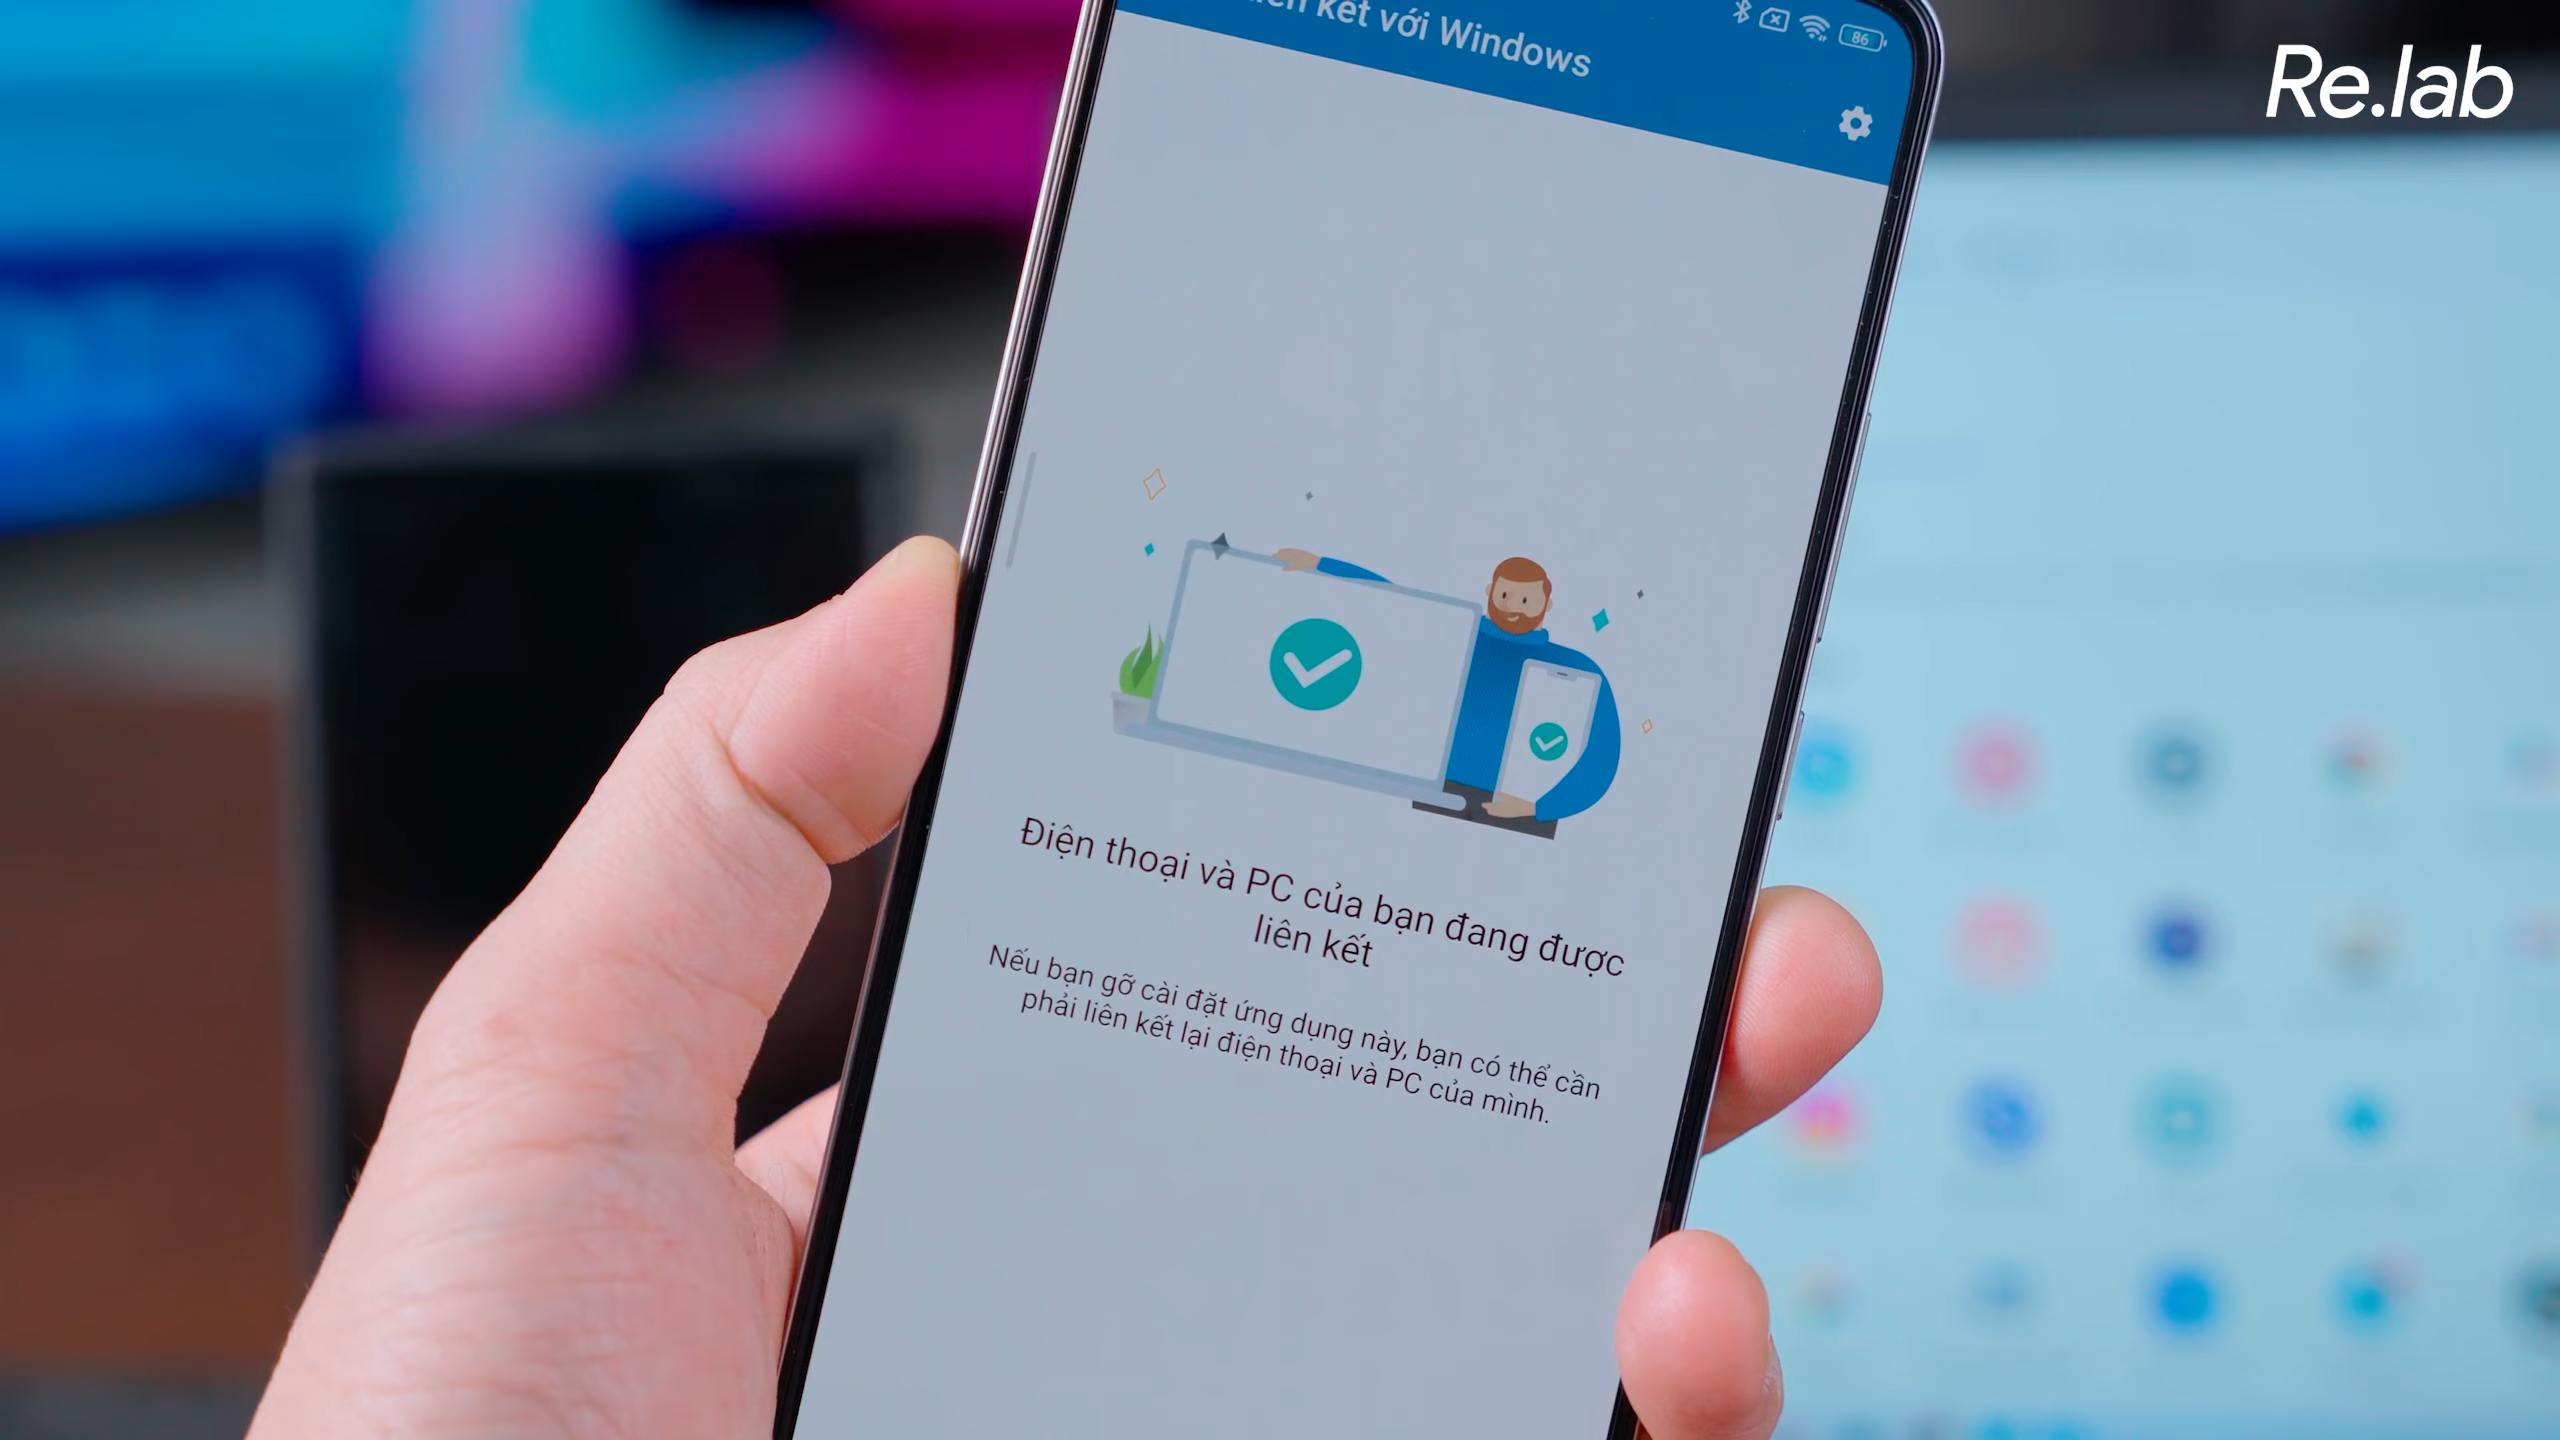 kết với Windows
86
Re.lab
Điện thoại và PC của bạn đang được
liên kết
Nếu bạn gỡ cài đặt ứng dụng này, bạn có thể cần
phải liên kết lại điện thoại và PC của mình.